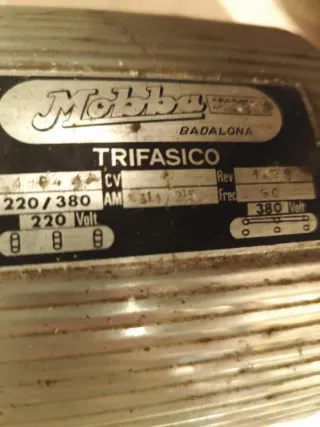 Mobba
BADALONA
TRIFASICO
CV Rev
220/380 AM Frec 50
220 Volt 380 Volt